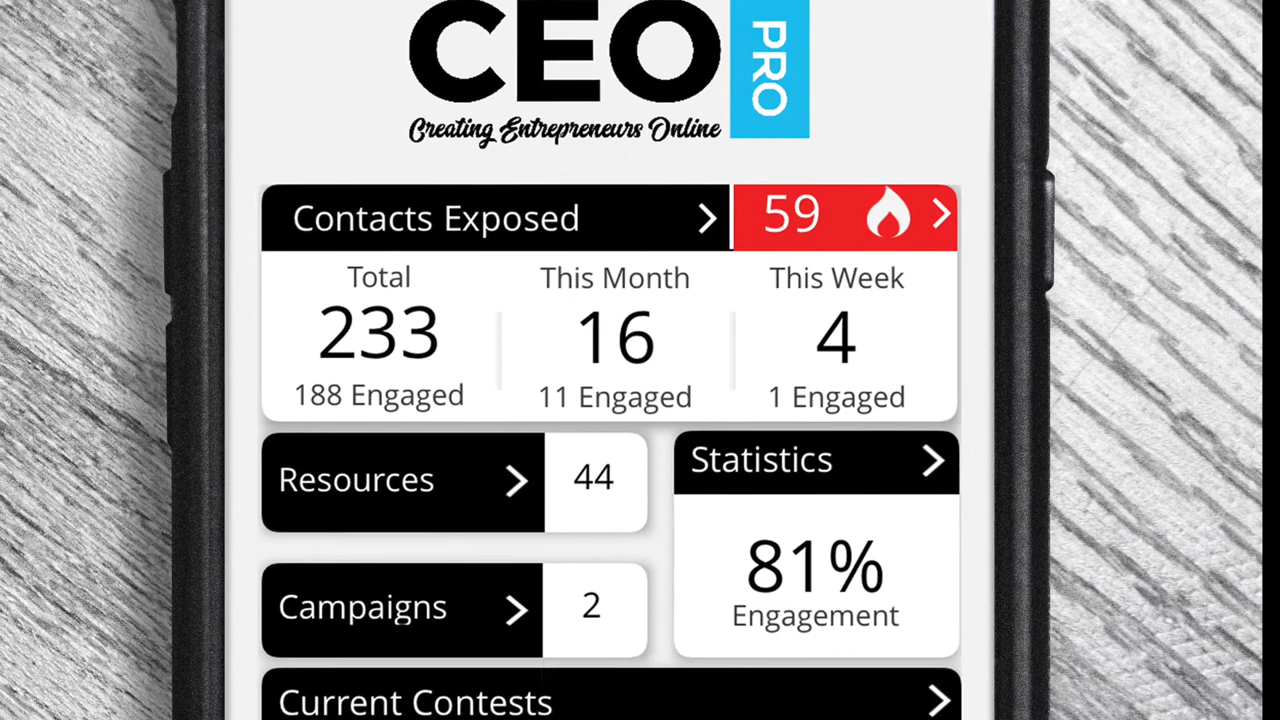 CEO PRO
Creating Entrepreneurs Online
Contacts Exposed 59
Total This Month This Week
233 16 4
188 Engaged 11 Engaged 1 Engaged
Resources 44
Statistics
81%
Engagement
Campaigns 2
Current Contests